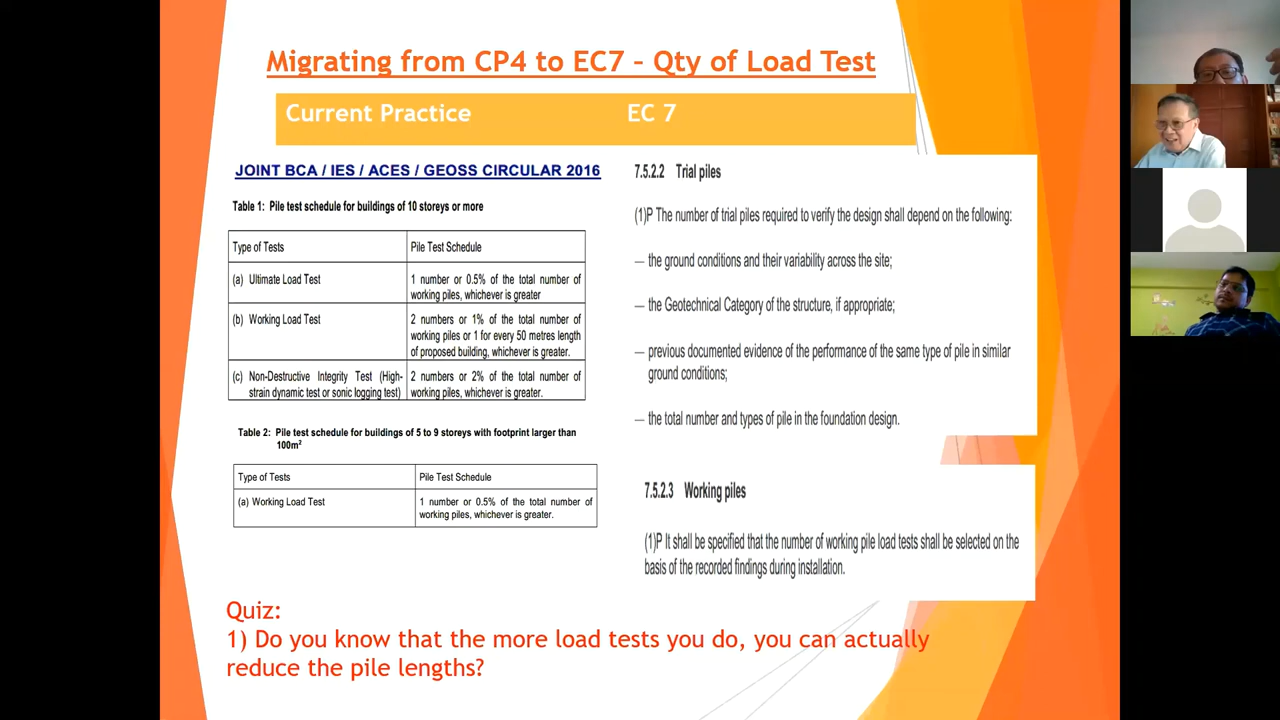 Migrating from CP4 to EC7 – Qty of Load Test
Current Practice
EC 7
JOINT BCA / IES / ACES / GEOSS CIRCULAR 2016
Table 1: Pile test schedule for buildings of 10 storeys or more
Type of Tests
Pile Test Schedule
(a) Ultimate Load Test
1 number or 0.5% of the total number of
working piles, whichever is greater
(b) Working Load Test
2 numbers or 1% of the total number of
working piles or 1 for every 50 metres length
of proposed building, whichever is greater.
(c) Non-Destructive Integrity Test (High-
strain dynamic test or sonic logging test)
2 numbers or 2% of the total number of
working piles, whichever is greater.
Table 2: Pile test schedule for buildings of 5 to 9 storeys with footprint larger than
100m²
Type of Tests
Pile Test Schedule
(a) Working Load Test
1 number or 0.5% of the total number of
working piles, whichever is greater.
7.5.2.2 Trial piles
(1)P The number of trial piles required to verify the design shall depend on the following:
— the ground conditions and their variability across the site;
— the Geotechnical Category of the structure, if appropriate;
— previous documented evidence of the performance of the same type of pile in similar
ground conditions;
— the total number and types of pile in the foundation design.
7.5.2.3 Working piles
(1)P It shall be specified that the number of working pile load tests shall be selected on the
basis of the recorded findings during installation.
Quiz:
1) Do you know that the more load tests you do, you can actually
reduce the pile lengths?